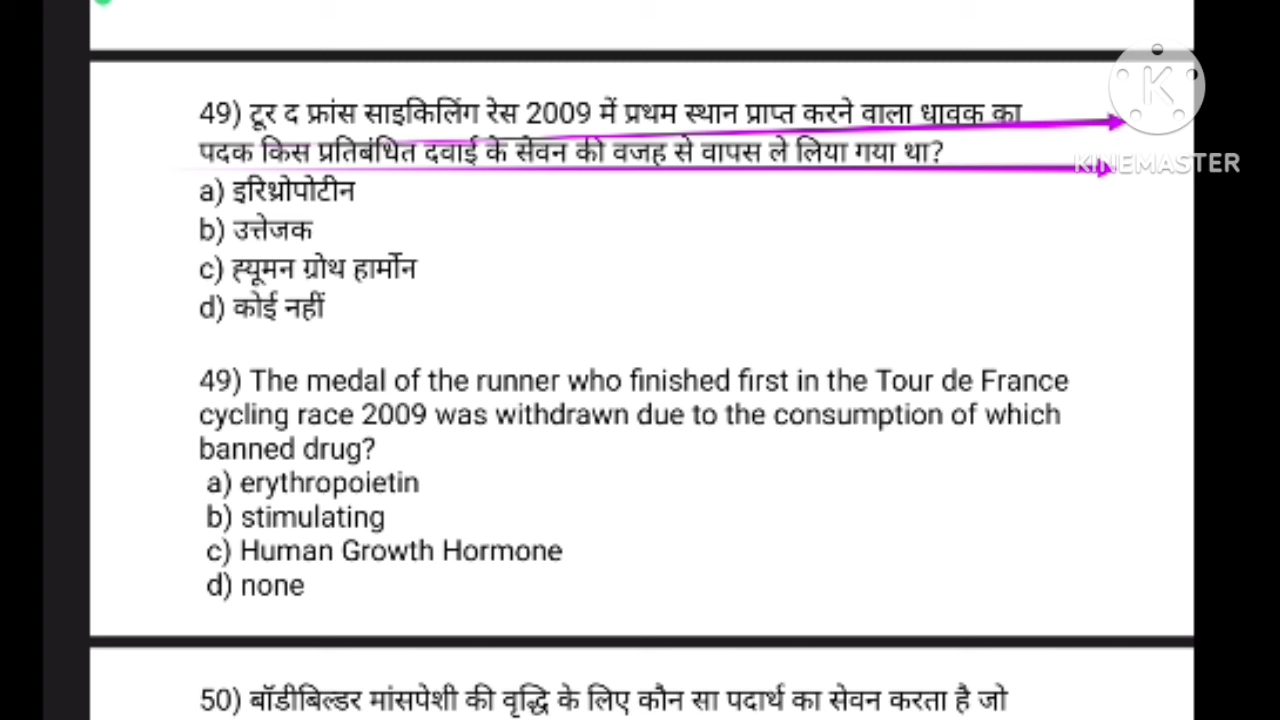 49) टूर द फ्रांस साइकिलिंग रेस 2009 में प्रथम स्थान प्राप्त करने वाला धावक का
पदक किस प्रतिबंधित दवाई के सेवन की वजह से वापस ले लिया गया था?
a) इरिथ्रोपोटीन
b) उत्तेजक
c) ह्यूमन ग्रोथ हार्मोन
d) कोई नहीं
49) The medal of the runner who finished first in the Tour de France
cycling race 2009 was withdrawn due to the consumption of which
banned drug?
a) erythropoietin
b) stimulating
c) Human Growth Hormone
d) none
50) बॉडीबिल्डर मांसपेशी की वृद्धि के लिए कौन सा पदार्थ का सेवन करता है जो
K
KINEMASTER